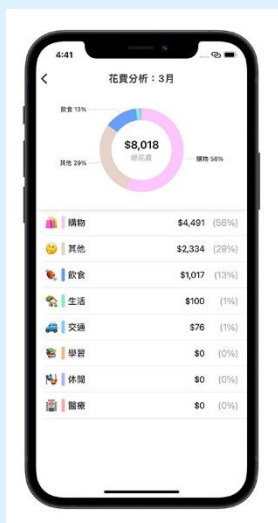 4:41
花費分析：3月
飲食 13%
$8,018
總花費
其他 29%
購物 56%
購物 $4,491 (56%)
其他 $2,334 (29%)
飲食 $1,017 (13%)
生活 $100 (1%)
交通 $76 (1%)
學習 $0 (0%)
休閒 $0 (0%)
醫療 $0 (0%)